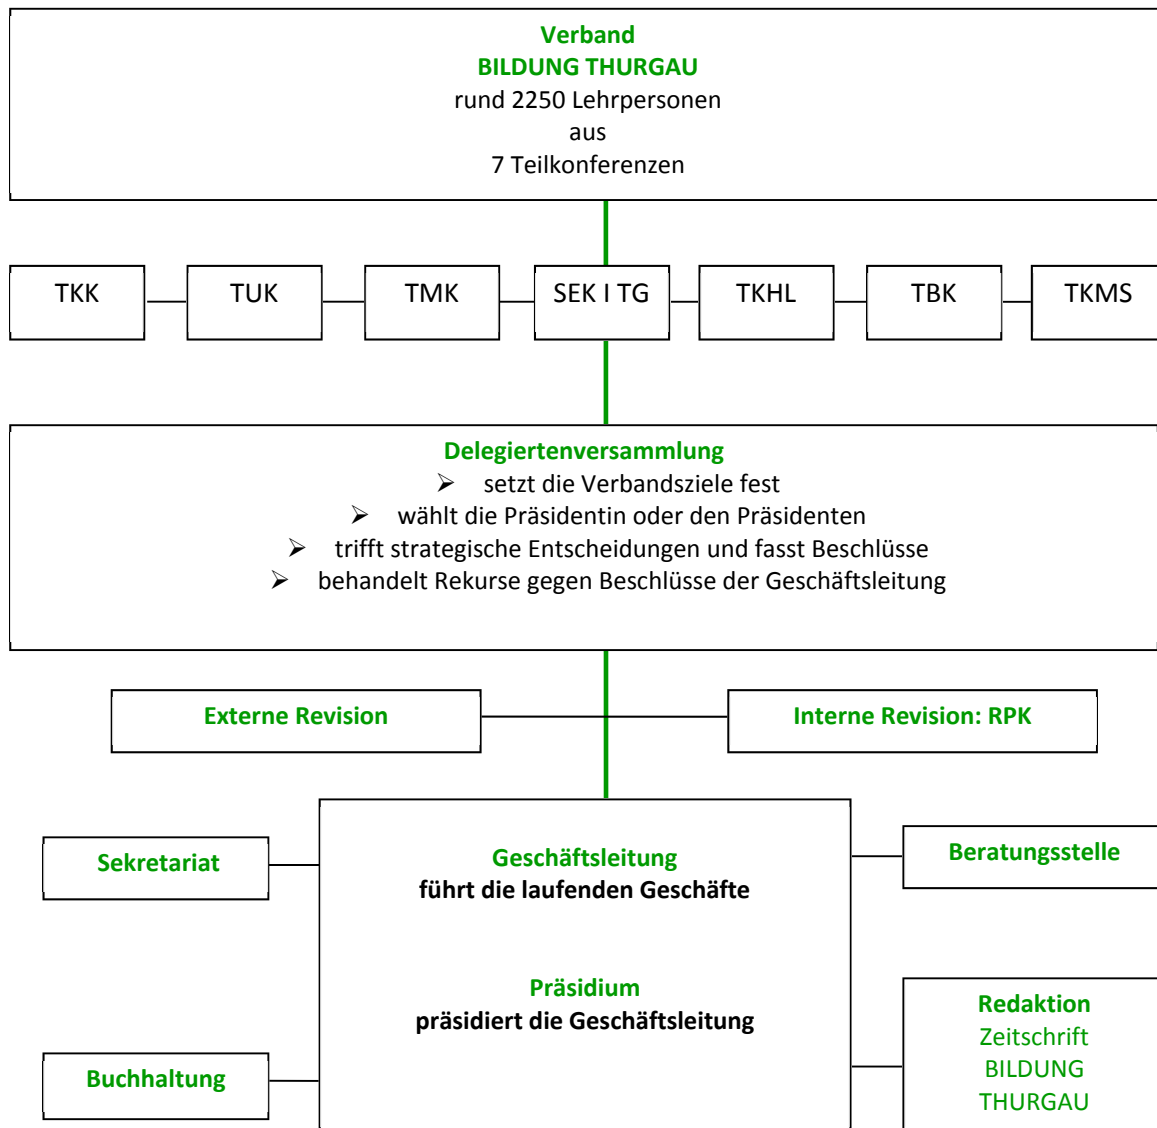 Verband
BILDUNG THURGAU
rund 2250 Lehrpersonen
aus
7 Teilkonferenzen
TKK
TUK
TMK
SEK I TG
TKHL
TBK
TKMS
Delegiertenversammlung
➢ setzt die Verbandsziele fest
➢ wählt die Präsidentin oder den Präsidenten
➢ trifft strategische Entscheidungen und fasst Beschlüsse
➢ behandelt Rekurse gegen Beschlüsse der Geschäftsleitung
Externe Revision
Interne Revision: RPK
Sekretariat
Geschäftsleitung
führt die laufenden Geschäfte
Beratungsstelle
Präsidium
präsidiert die Geschäftsleitung
Buchhaltung
Redaktion
Zeitschrift
BILDUNG
THURGAU